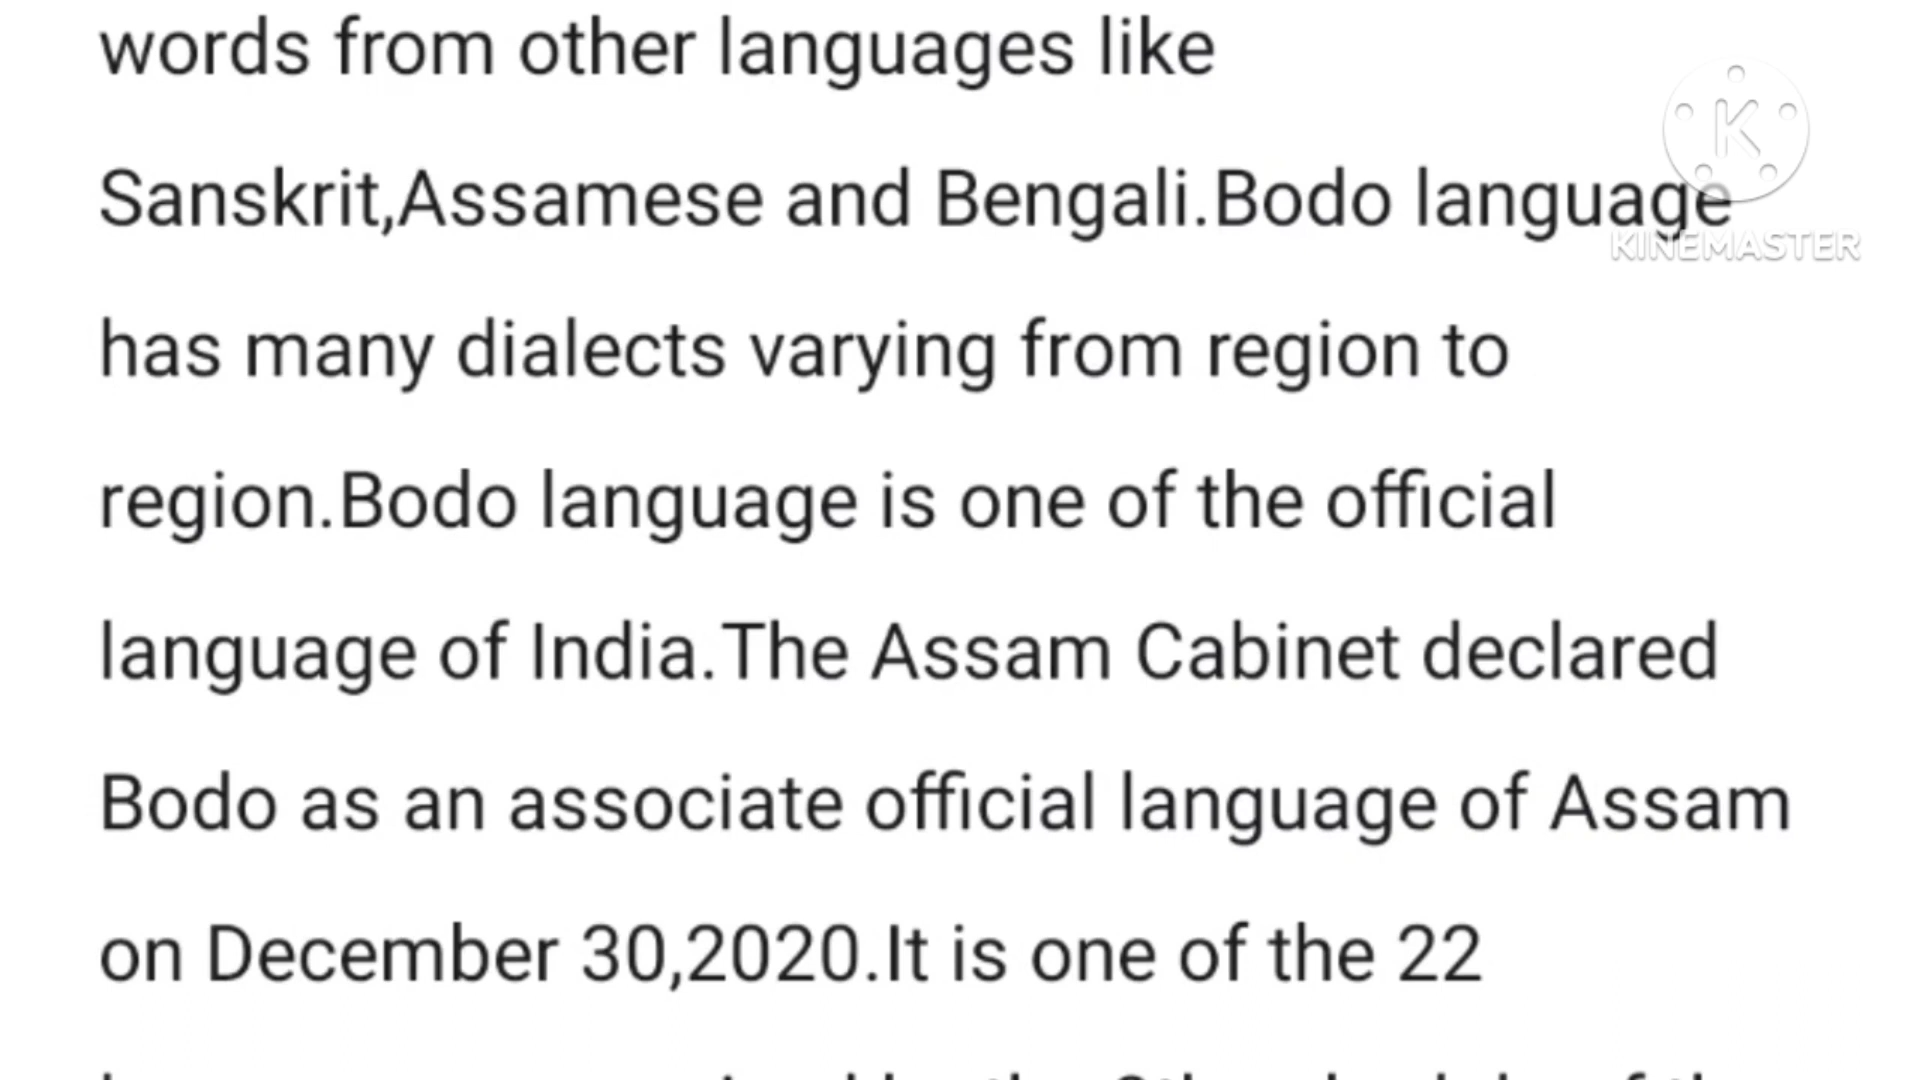 words from other languages like
K
Sanskrit,Assamese and Bengali.Bodo language
KINEMASTER
has many dialects varying from region to
region.Bodo language is one of the official
language of India.The Assam Cabinet declared
Bodo as an associate official language of Assam
on December 30,2020.It is one of the 22